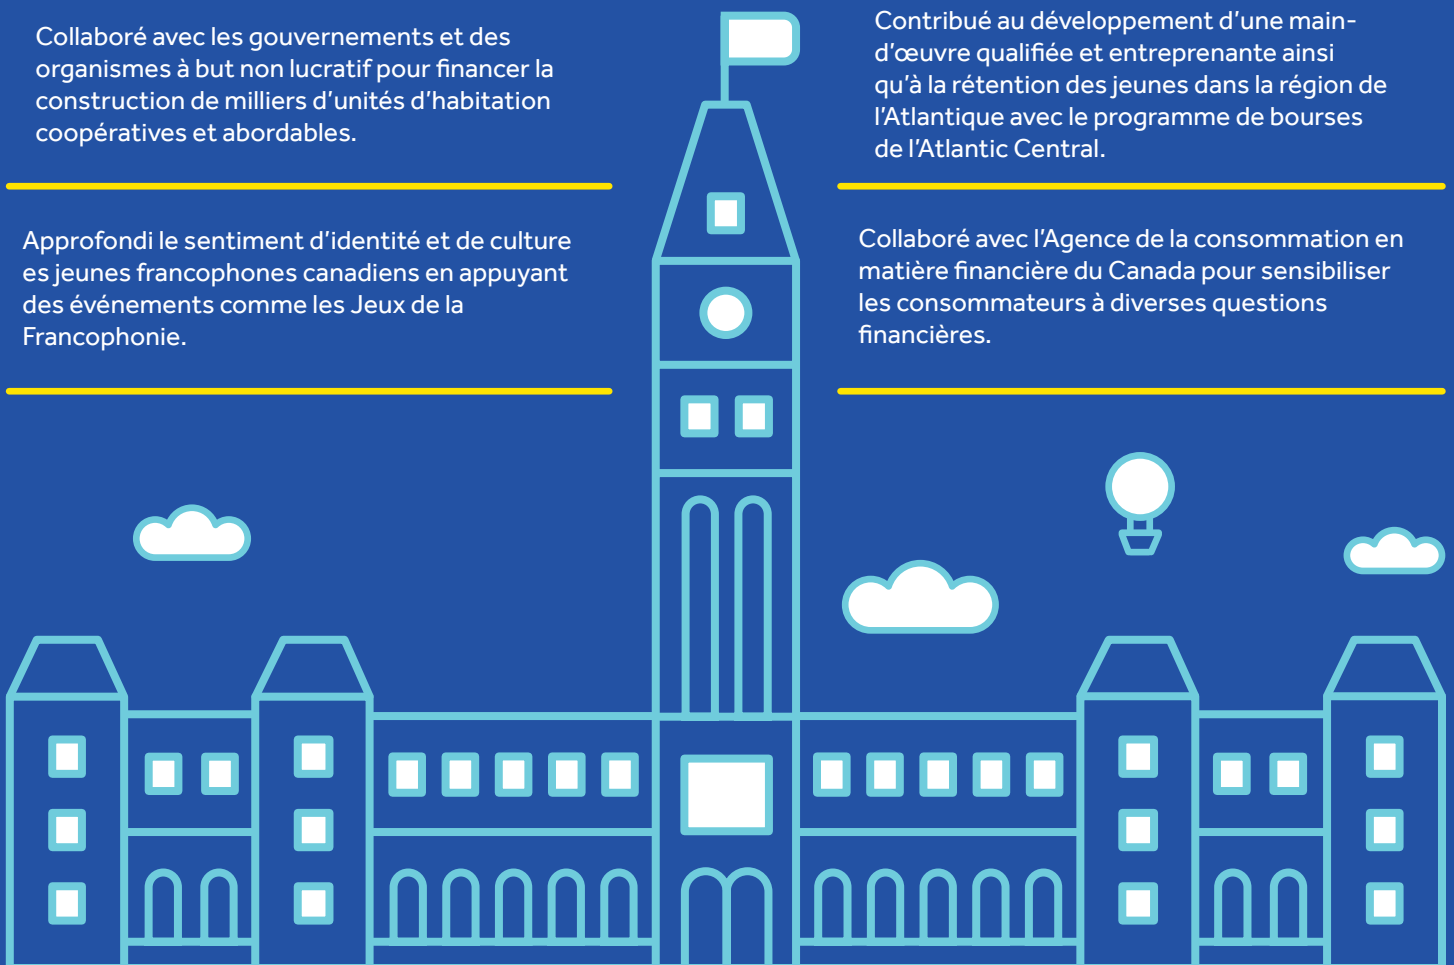 Collaboré avec les gouvernements et des
organismes à but non lucratif pour financer la
construction de milliers d'unités d'habitation
coopératives et abordables.
Approfondi le sentiment d'identité et de culture
es jeunes francophones canadiens en appuyant
des événements comme les Jeux de la
Francophonie.
Contribué au développement d'une main-
d'œuvre qualifiée et entreprenante ainsi
qu'à la rétention des jeunes dans la région de
l'Atlantique avec le programme de bourses
de l'Atlantic Central.
Collaboré avec l'Agence de la consommation en
matière financière du Canada pour sensibiliser
les consommateurs à diverses questions
financières.